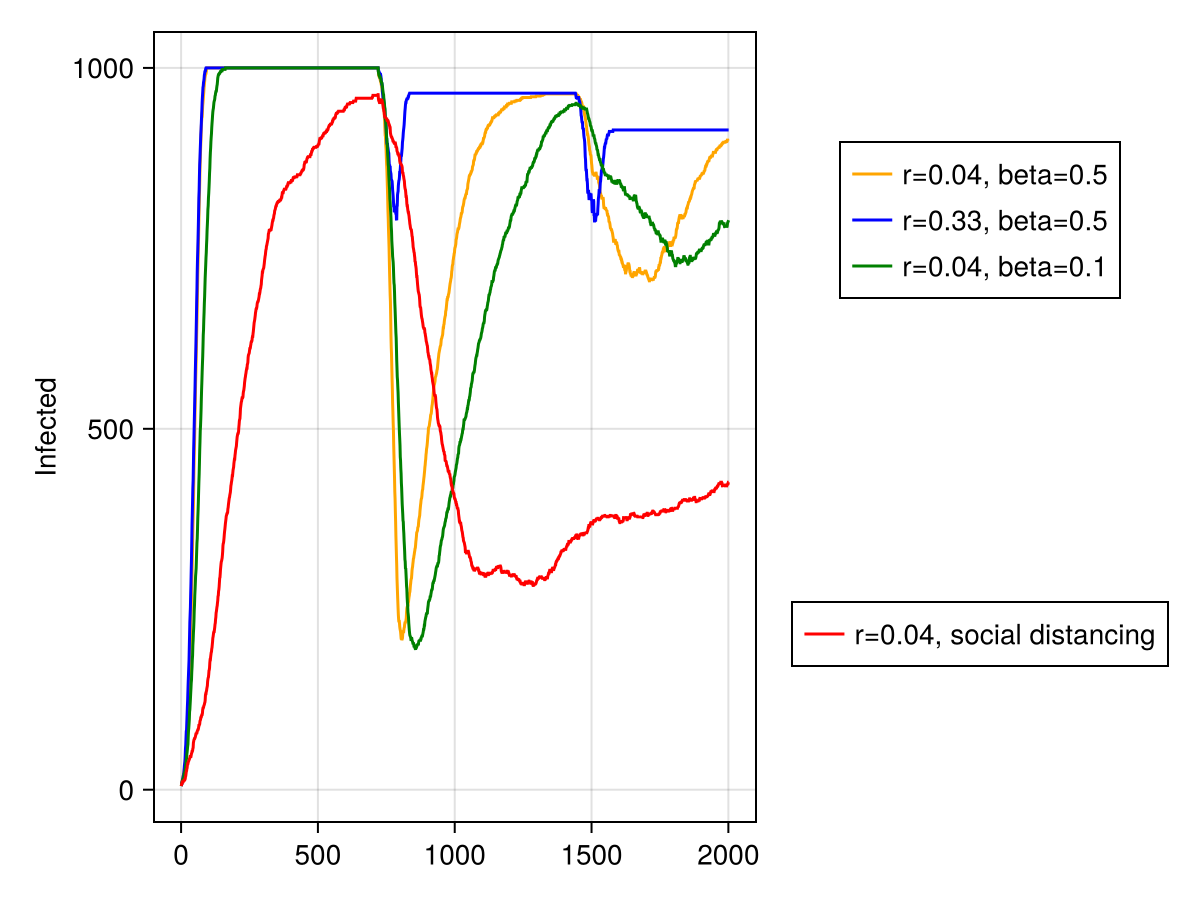 1000
500
0
Infected
0 500 1000 1500 2000
r=0.04, beta=0.5
r=0.33, beta=0.5
r=0.04, beta=0.1
r=0.04, social distancing